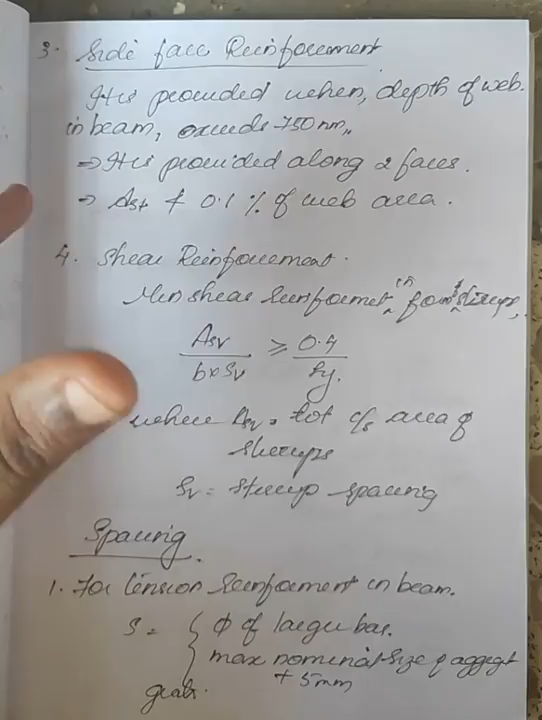 3. Side face Reinforcement
It is provided when, depth of web.
in beam, exceeds 750 mm,,
⇒ It is provided along 2 faces.
⇒ Ast ≮ 0.1 % of web area.
4. Shear Reinforcement.
Min shear reinforcemet in form of stirrups,
Asv / b×Sv ≥ 0.4 / fy.
where Asv = tot c/s area of
stirrups
Sv = stirrup spacing
Spacing.
1. For tension reinforcement in beam.
S = { Φ of larger bar.
max nominal size of aggregt
+ 5mm
greater.